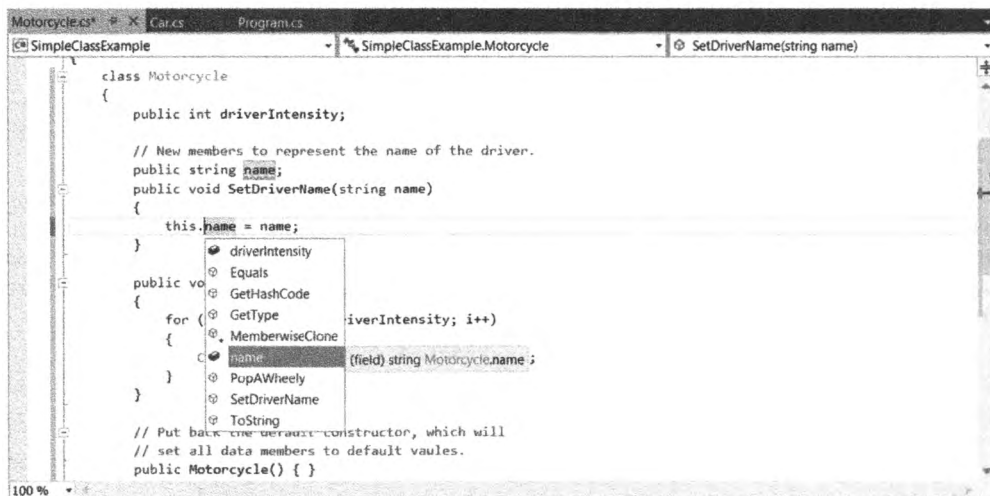 Motorcycle.cs* Car.cs Program.cs
SimpleClassExample SimpleClassExample.Motorcycle SetDriverName(string name)
{
class Motorcycle
{
public int driverIntensity;
// New members to represent the name of the driver.
public string name;
public void SetDriverName(string name)
{
this.name = name;
}
driverIntensity
Equals
public vo
GetHashCode
{
GetType
for ( iverIntensity; i++)
MemberwiseClone
{
C name (field) string Motorcycle.name ;
PopAWheely
}
SetDriverName
}
ToString
// Put back the default constructor, which will
// set all data members to default vaules.
public Motorcycle() { }
100 %